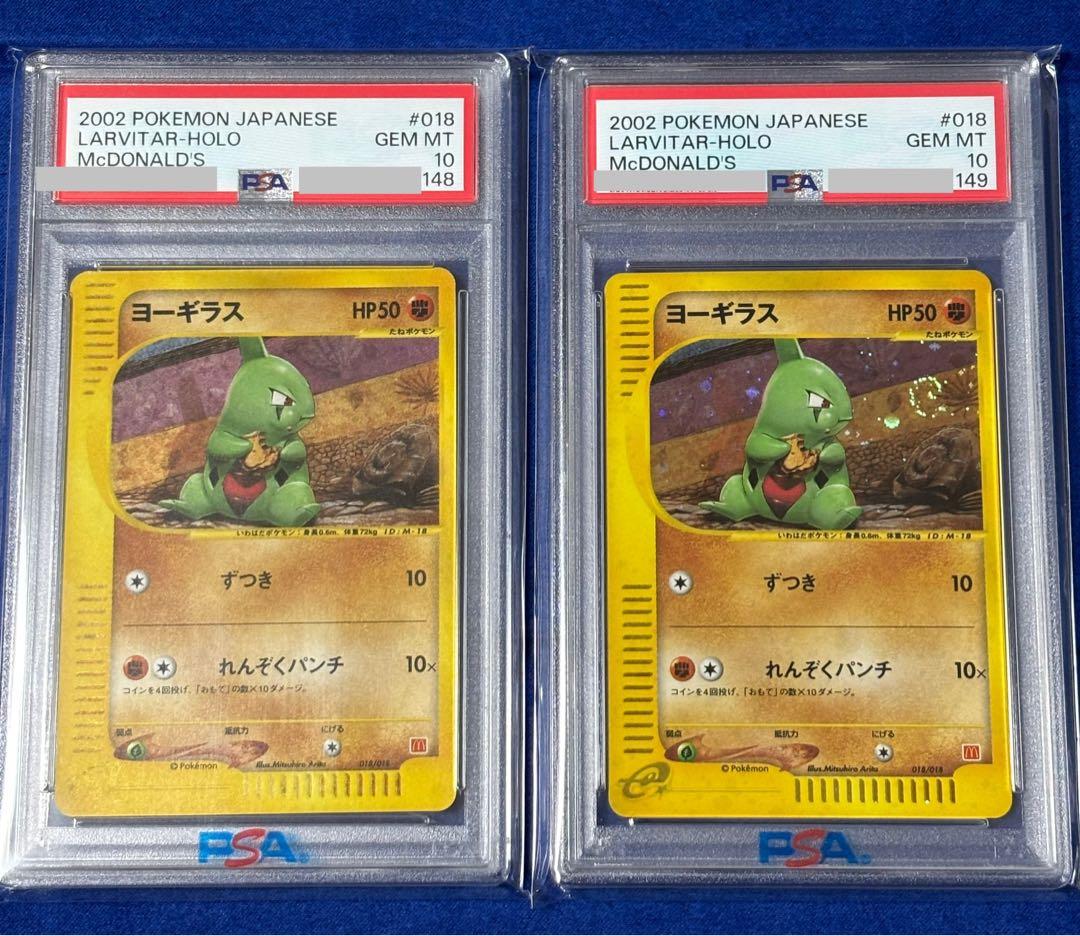 2002 POKEMON JAPANESE #018
LARVITAR-HOLO GEM MT
McDONALD'S 10
PSA 148
ヨーギラス HP50
たねポケモン
いわはだポケモン：身長0.6m、体重72kg ID：M-18
ずつき 10
れんぞくパンチ 10×
コインを4回投げ、「おもて」の数×10ダメージ。
弱点 抵抗力 にげる
©Pokémon Illus.Mitsuhiro Arita 018/018
PSA
2002 POKEMON JAPANESE #018
LARVITAR-HOLO GEM MT
McDONALD'S 10
PSA 149
ヨーギラス HP50
たねポケモン
いわはだポケモン：身長0.6m、体重72kg ID：M-18
ずつき 10
れんぞくパンチ 10×
コインを4回投げ、「おもて」の数×10ダメージ。
弱点 抵抗力 にげる
©Pokémon Illus.Mitsuhiro Arita 018/018
e
PSA